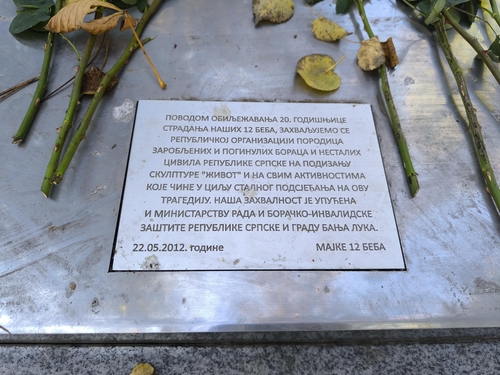 ПОВОДОМ ОБИЉЕЖАВАЊА 20. ГОДИШЊИЦЕ
СТРАДАЊА НАШИХ 12 БЕБА, ЗАХВАЉУЈЕМО СЕ
РЕПУБЛИЧКОЈ ОРГАНИЗАЦИЈИ ПОРОДИЦА
ЗАРОБЉЕНИХ И ПОГИНУЛИХ БОРАЦА И НЕСТАЛИХ
ЦИВИЛА РЕПУБЛИКЕ СРПСКЕ НА ПОДИЗАЊУ
СКУЛПТУРЕ "ЖИВОТ" И НА СВИМ АКТИВНОСТИМА
КОЈЕ ЧИНЕ У ЦИЉУ СТАЛНОГ ПОДСЈЕЋАЊА НА ОВУ
ТРАГЕДИЈУ. НАША ЗАХВАЛНОСТ ЈЕ УПУЋЕНА
И МИНИСТАРСТВУ РАДА И БОРАЧКО-ИНВАЛИДСКЕ
ЗАШТИТЕ РЕПУБЛИКЕ СРПСКЕ И ГРАДУ БАЊА ЛУКА.
22.05.2012. године МАЈКЕ 12 БЕБА